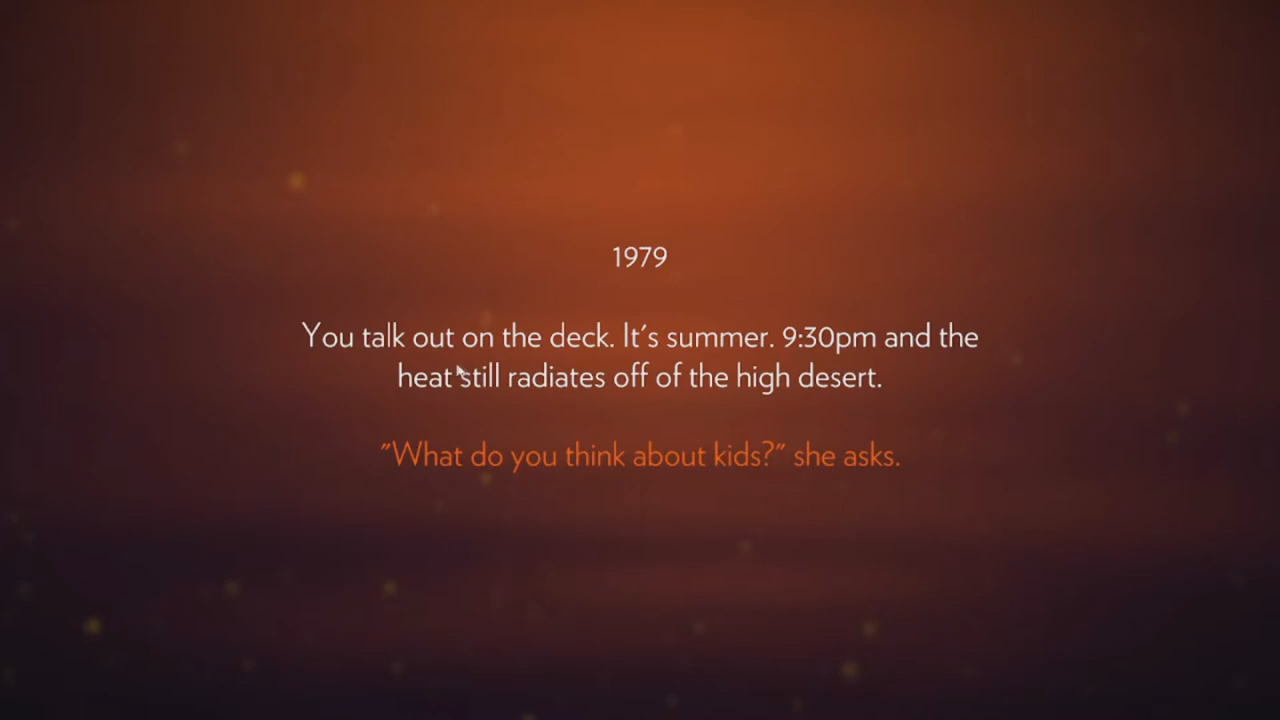 1979
You talk out on the deck. It's summer. 9:30pm and the
heat still radiates off of the high desert.
"What do you think about kids?" she asks.